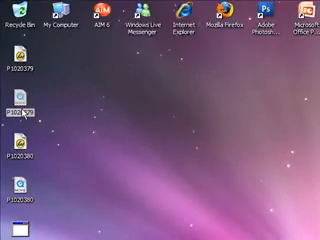 Recycle Bin
My Computer
AIM 6
Windows Live
Messenger
Internet
Explorer
Mozilla Firefox
Adobe
Photosh...
Microsoft
Office P...
P1020379
P1020379
P1020380
P1020380